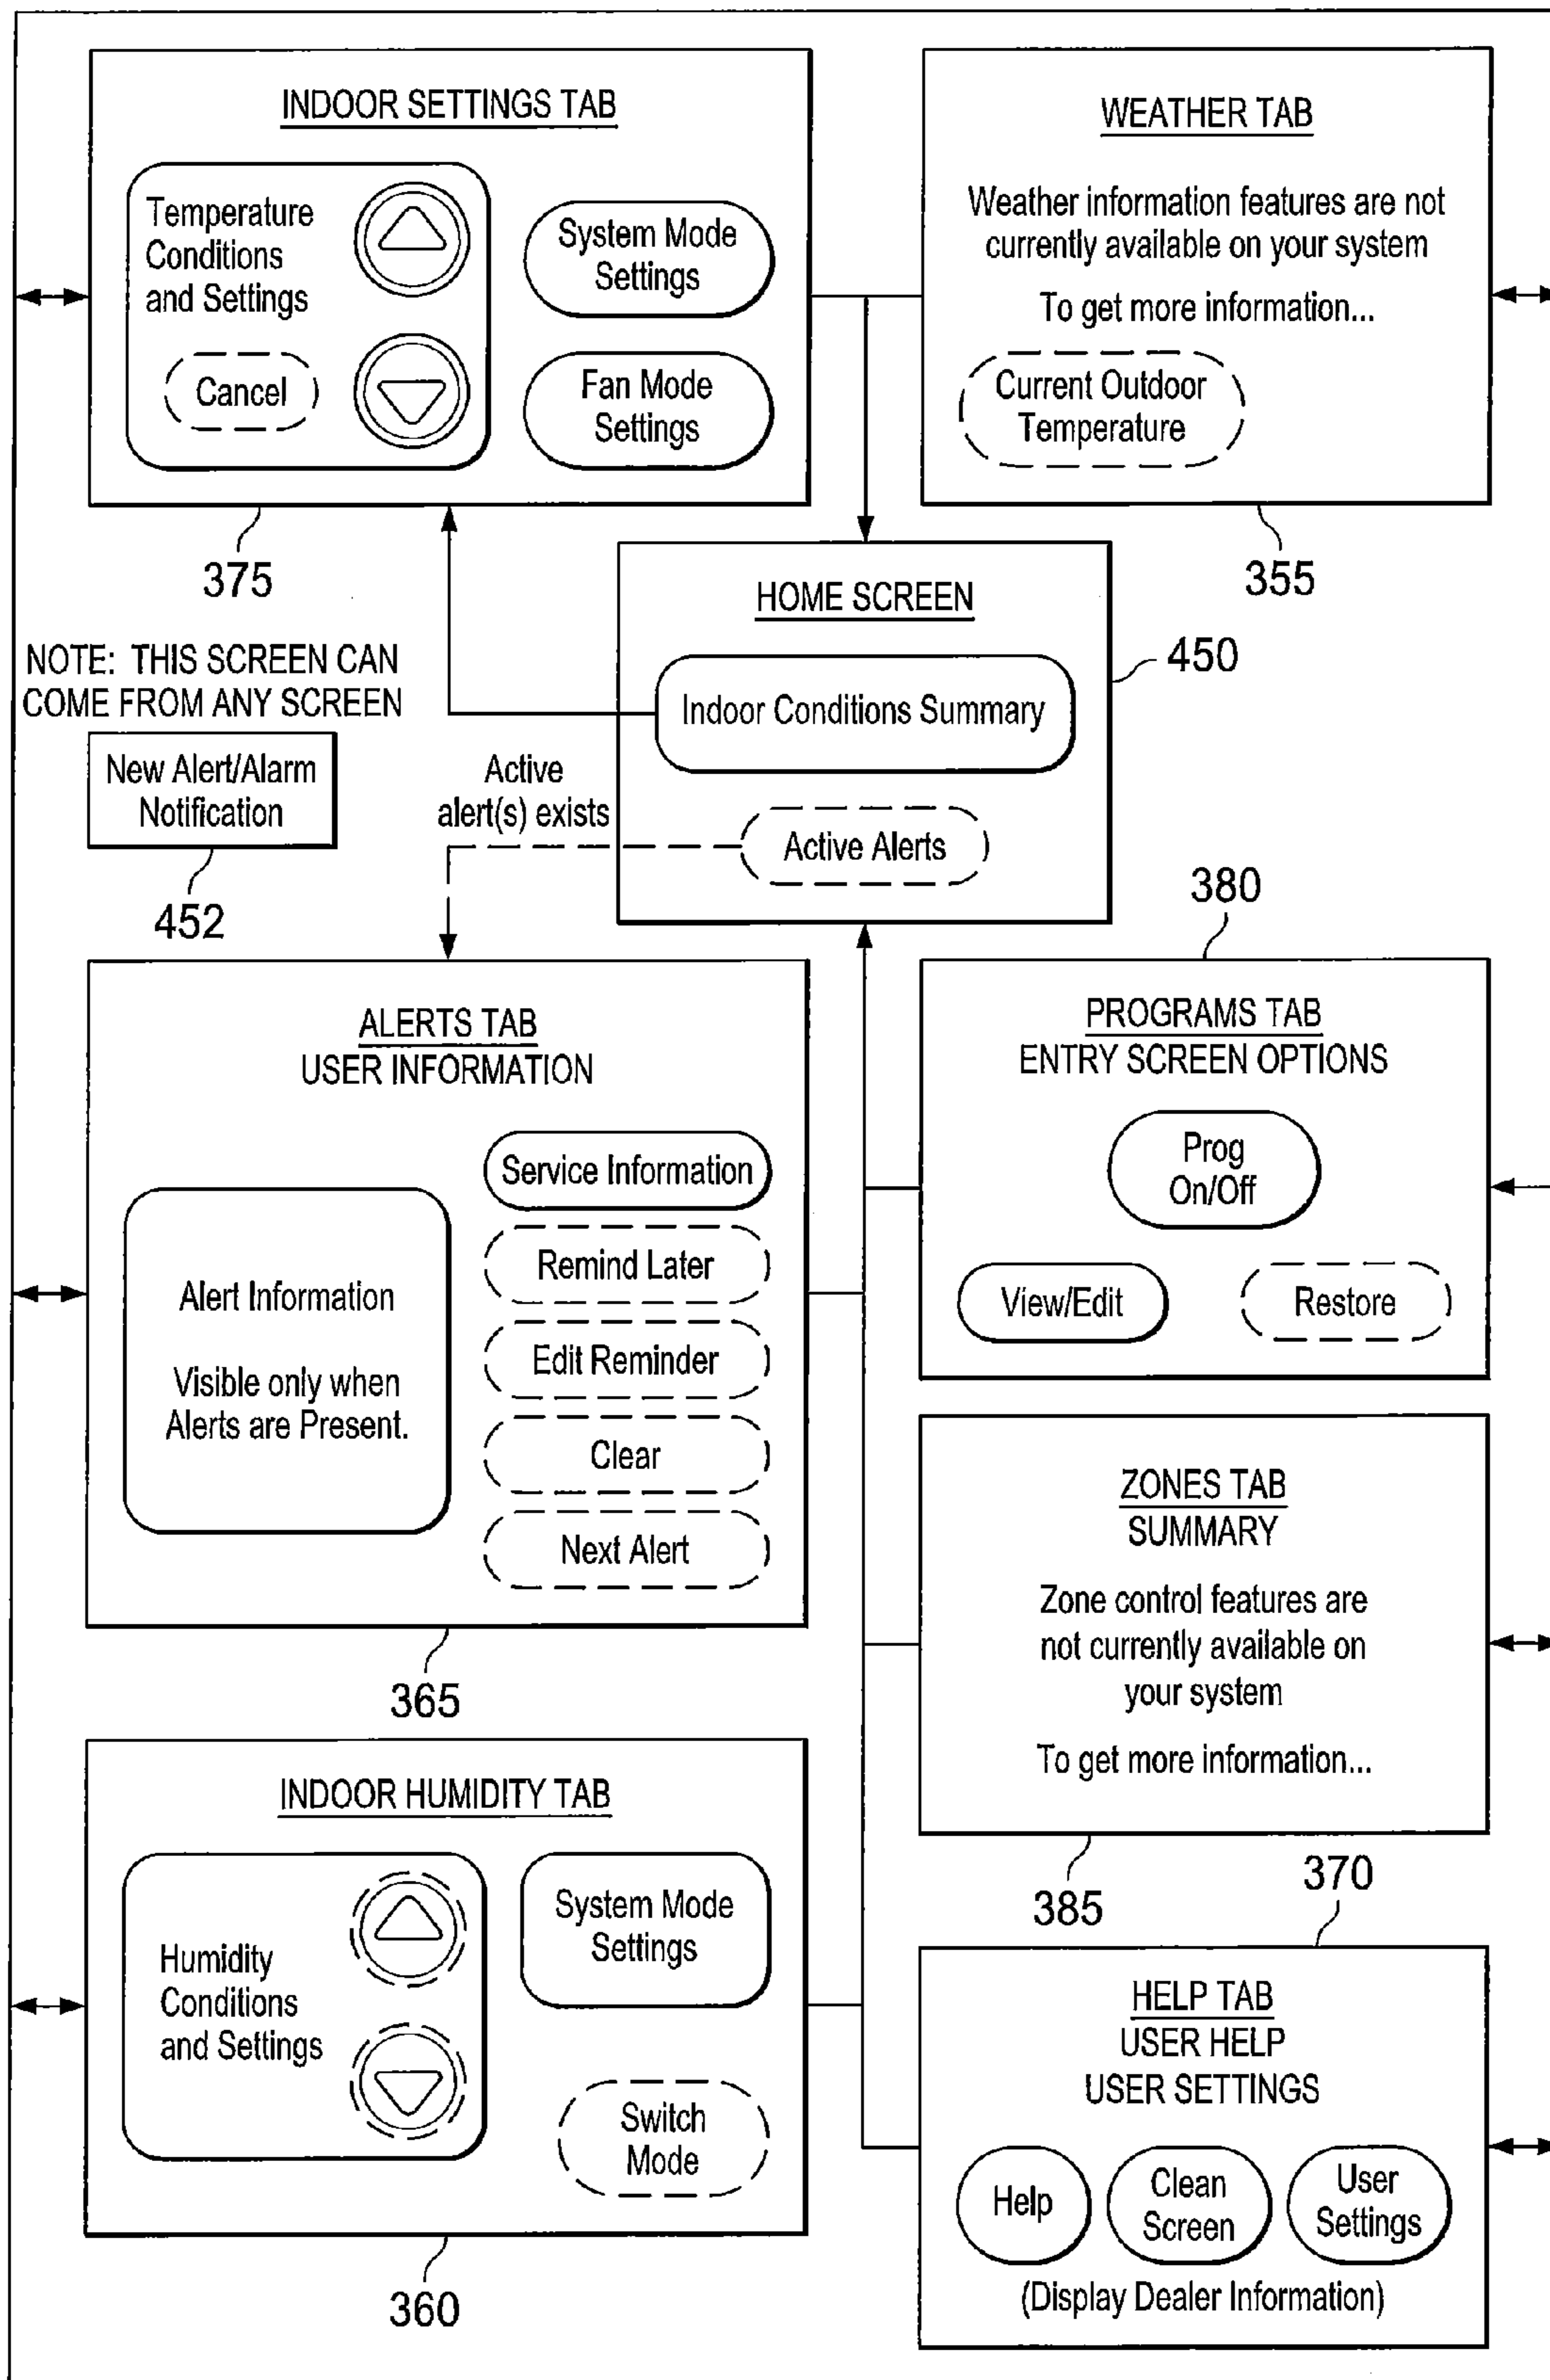 INDOOR SETTINGS TAB
Temperature
Conditions
and Settings
Cancel
System Mode
Settings
Fan Mode
Settings
375
WEATHER TAB
Weather information features are not
currently available on your system
To get more information...
Current Outdoor
Temperature
355
HOME SCREEN
Indoor Conditions Summary
Active Alerts
450
NOTE: THIS SCREEN CAN
COME FROM ANY SCREEN
New Alert/Alarm
Notification
452
Active
alert(s) exists
ALERTS TAB
USER INFORMATION
Alert Information
Visible only when
Alerts are Present.
Service Information
Remind Later
Edit Reminder
Clear
Next Alert
365
380
PROGRAMS TAB
ENTRY SCREEN OPTIONS
Prog
On/Off
View/Edit
Restore
ZONES TAB
SUMMARY
Zone control features are
not currently available on
your system
To get more information...
385
INDOOR HUMIDITY TAB
Humidity
Conditions
and Settings
System Mode
Settings
Switch
Mode
360
370
HELP TAB
USER HELP
USER SETTINGS
Help
Clean
Screen
User
Settings
(Display Dealer Information)